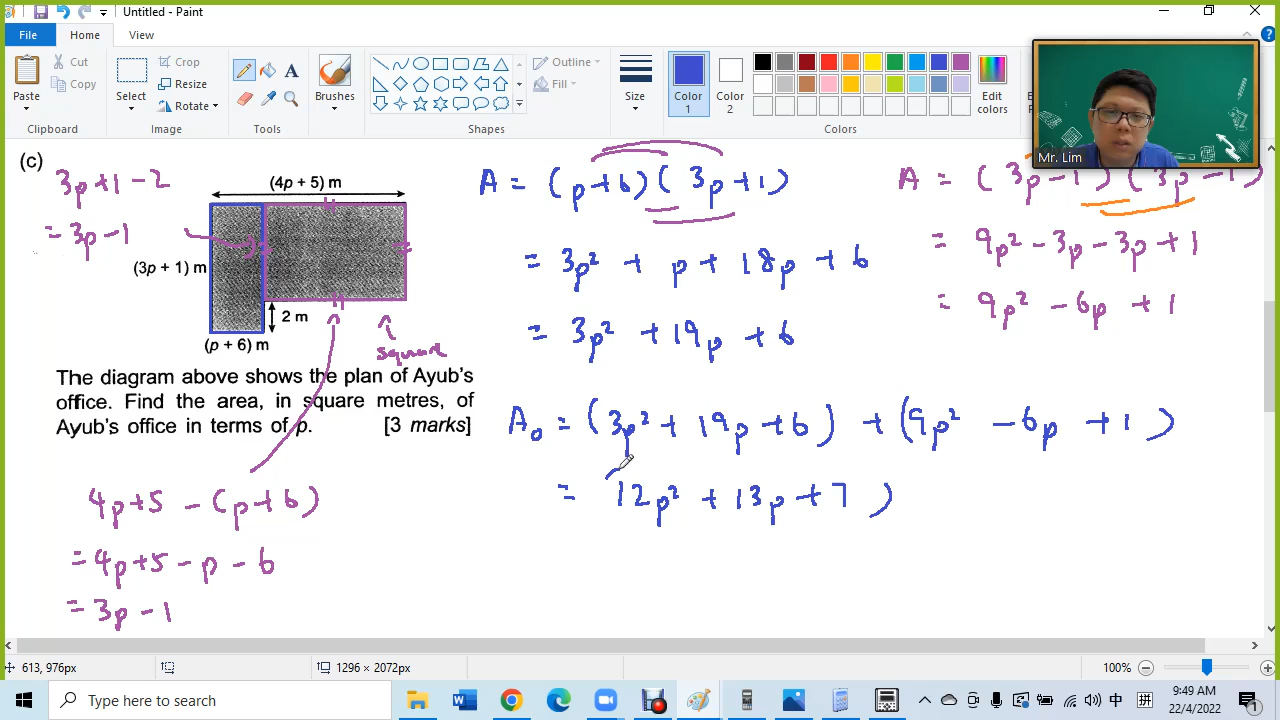 Untitled - Paint
File
Home
View
Paste
Cut
Copy
Clipboard
Select
Crop
Resize
Rotate
Image
Tools
Brushes
Shapes
Outline
Fill
Size
Color 1
Color 2
Edit colors
Colors
Mr. Lim
(c)
3p+1-2
= 3p-1
(4p + 5) m
(3p + 1) m
2 m
(p + 6) m
square
The diagram above shows the plan of Ayub's
office. Find the area, in square metres, of
Ayub's office in terms of p. [3 marks]
4p+5 - (p+6)
= 4p+5 - p - 6
= 3p - 1
A = (p+6)(3p+1)
= 3p² + p + 18p + 6
= 3p² + 19p + 6
A = (3p-1)(3p-1)
= 9p² - 3p - 3p + 1
= 9p² - 6p + 1
A₀ = (3p² + 19p + 6) + (9p² - 6p + 1)
= 12p² + 13p + 7)
613, 976px
1296 × 2072px
100%
Type here to search
中
拼
9:49 AM
22/4/2022
1